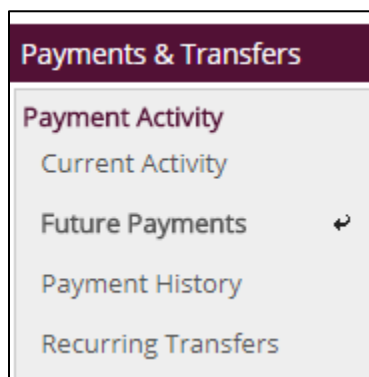 Payments & Transfers
Payment Activity
Current Activity
Future Payments
Payment History
Recurring Transfers